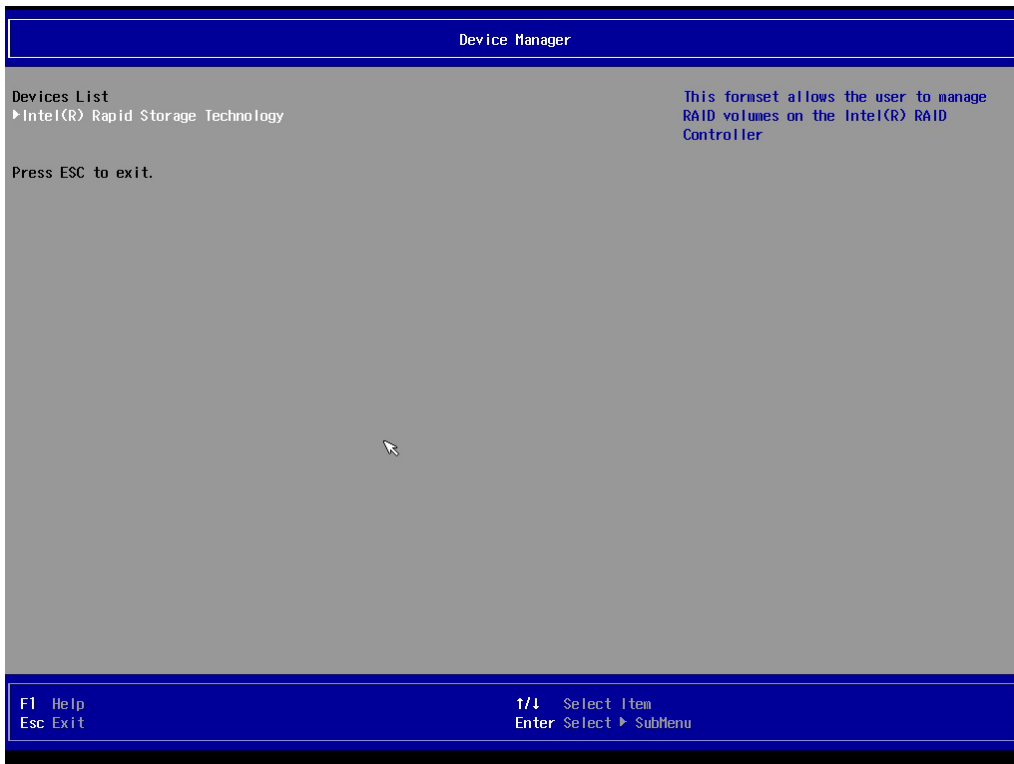 Device Manager
Devices List
▶Intel(R) Rapid Storage Technology
Press ESC to exit.
This formset allows the user to manage
RAID volumes on the Intel(R) RAID
Controller
F1 Help
Esc Exit
↑/↓ Select Item
Enter Select ▶ SubMenu